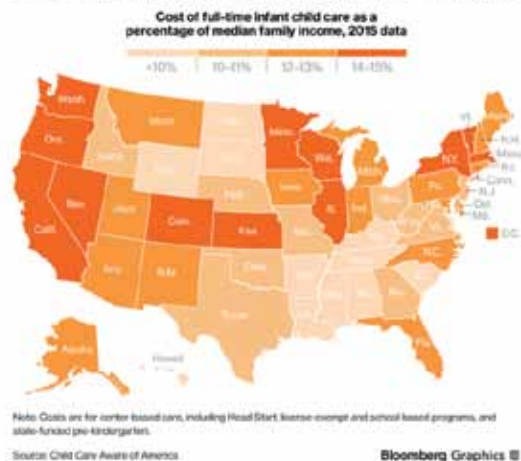 Cost of full-time infant child care as a
percentage of median family income, 2015 data
<10%
10-11%
12-13%
14-15%
Wash.
Ore.
Calif.
Nev.
Idaho
Mont.
Utah
Ariz.
N.M.
Colo.
Kan.
Neb.
Okla.
Texas
Minn.
Iowa
Wis.
Ill.
Ind.
Mich.
Ohio
Pa.
N.Y.
Vt.
Maine
N.H.
Mass.
R.I.
Conn.
N.J.
Del.
Md.
D.C.
Va.
N.C.
Fla.
Alaska
Hawaii
Note: Costs are for center-based care, including Head Start, license-exempt and school based programs, and
state-funded pre-kindergarten.
Source: Child Care Aware of America
Bloomberg Graphics